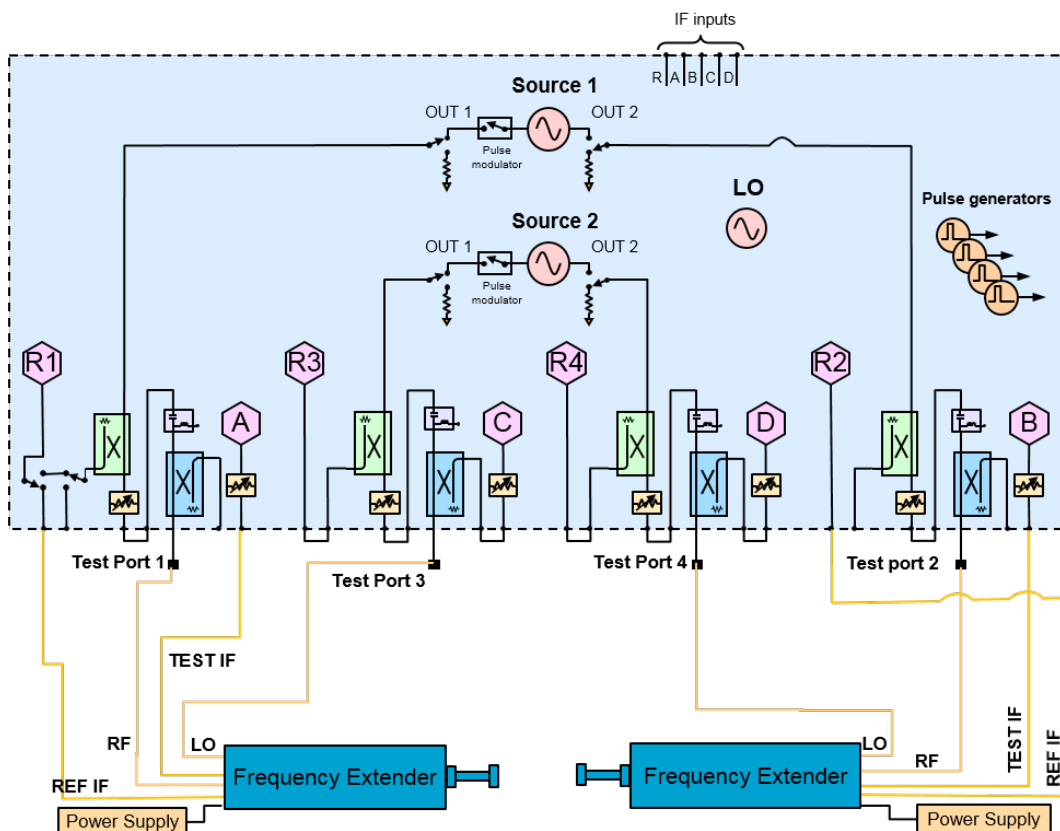 IF inputs
R A B C D
Source 1
OUT 1
OUT 2
Pulse
modulator
LO
Pulse generators
Source 2
OUT 1
OUT 2
Pulse
modulator
R1
R3
R4
R2
A
C
D
B
Test Port 1
Test Port 3
Test Port 4
Test port 2
TEST IF
RF
LO
REF IF
Frequency Extender
Power Supply
LO
RF
TEST IF
REF IF
Frequency Extender
Power Supply